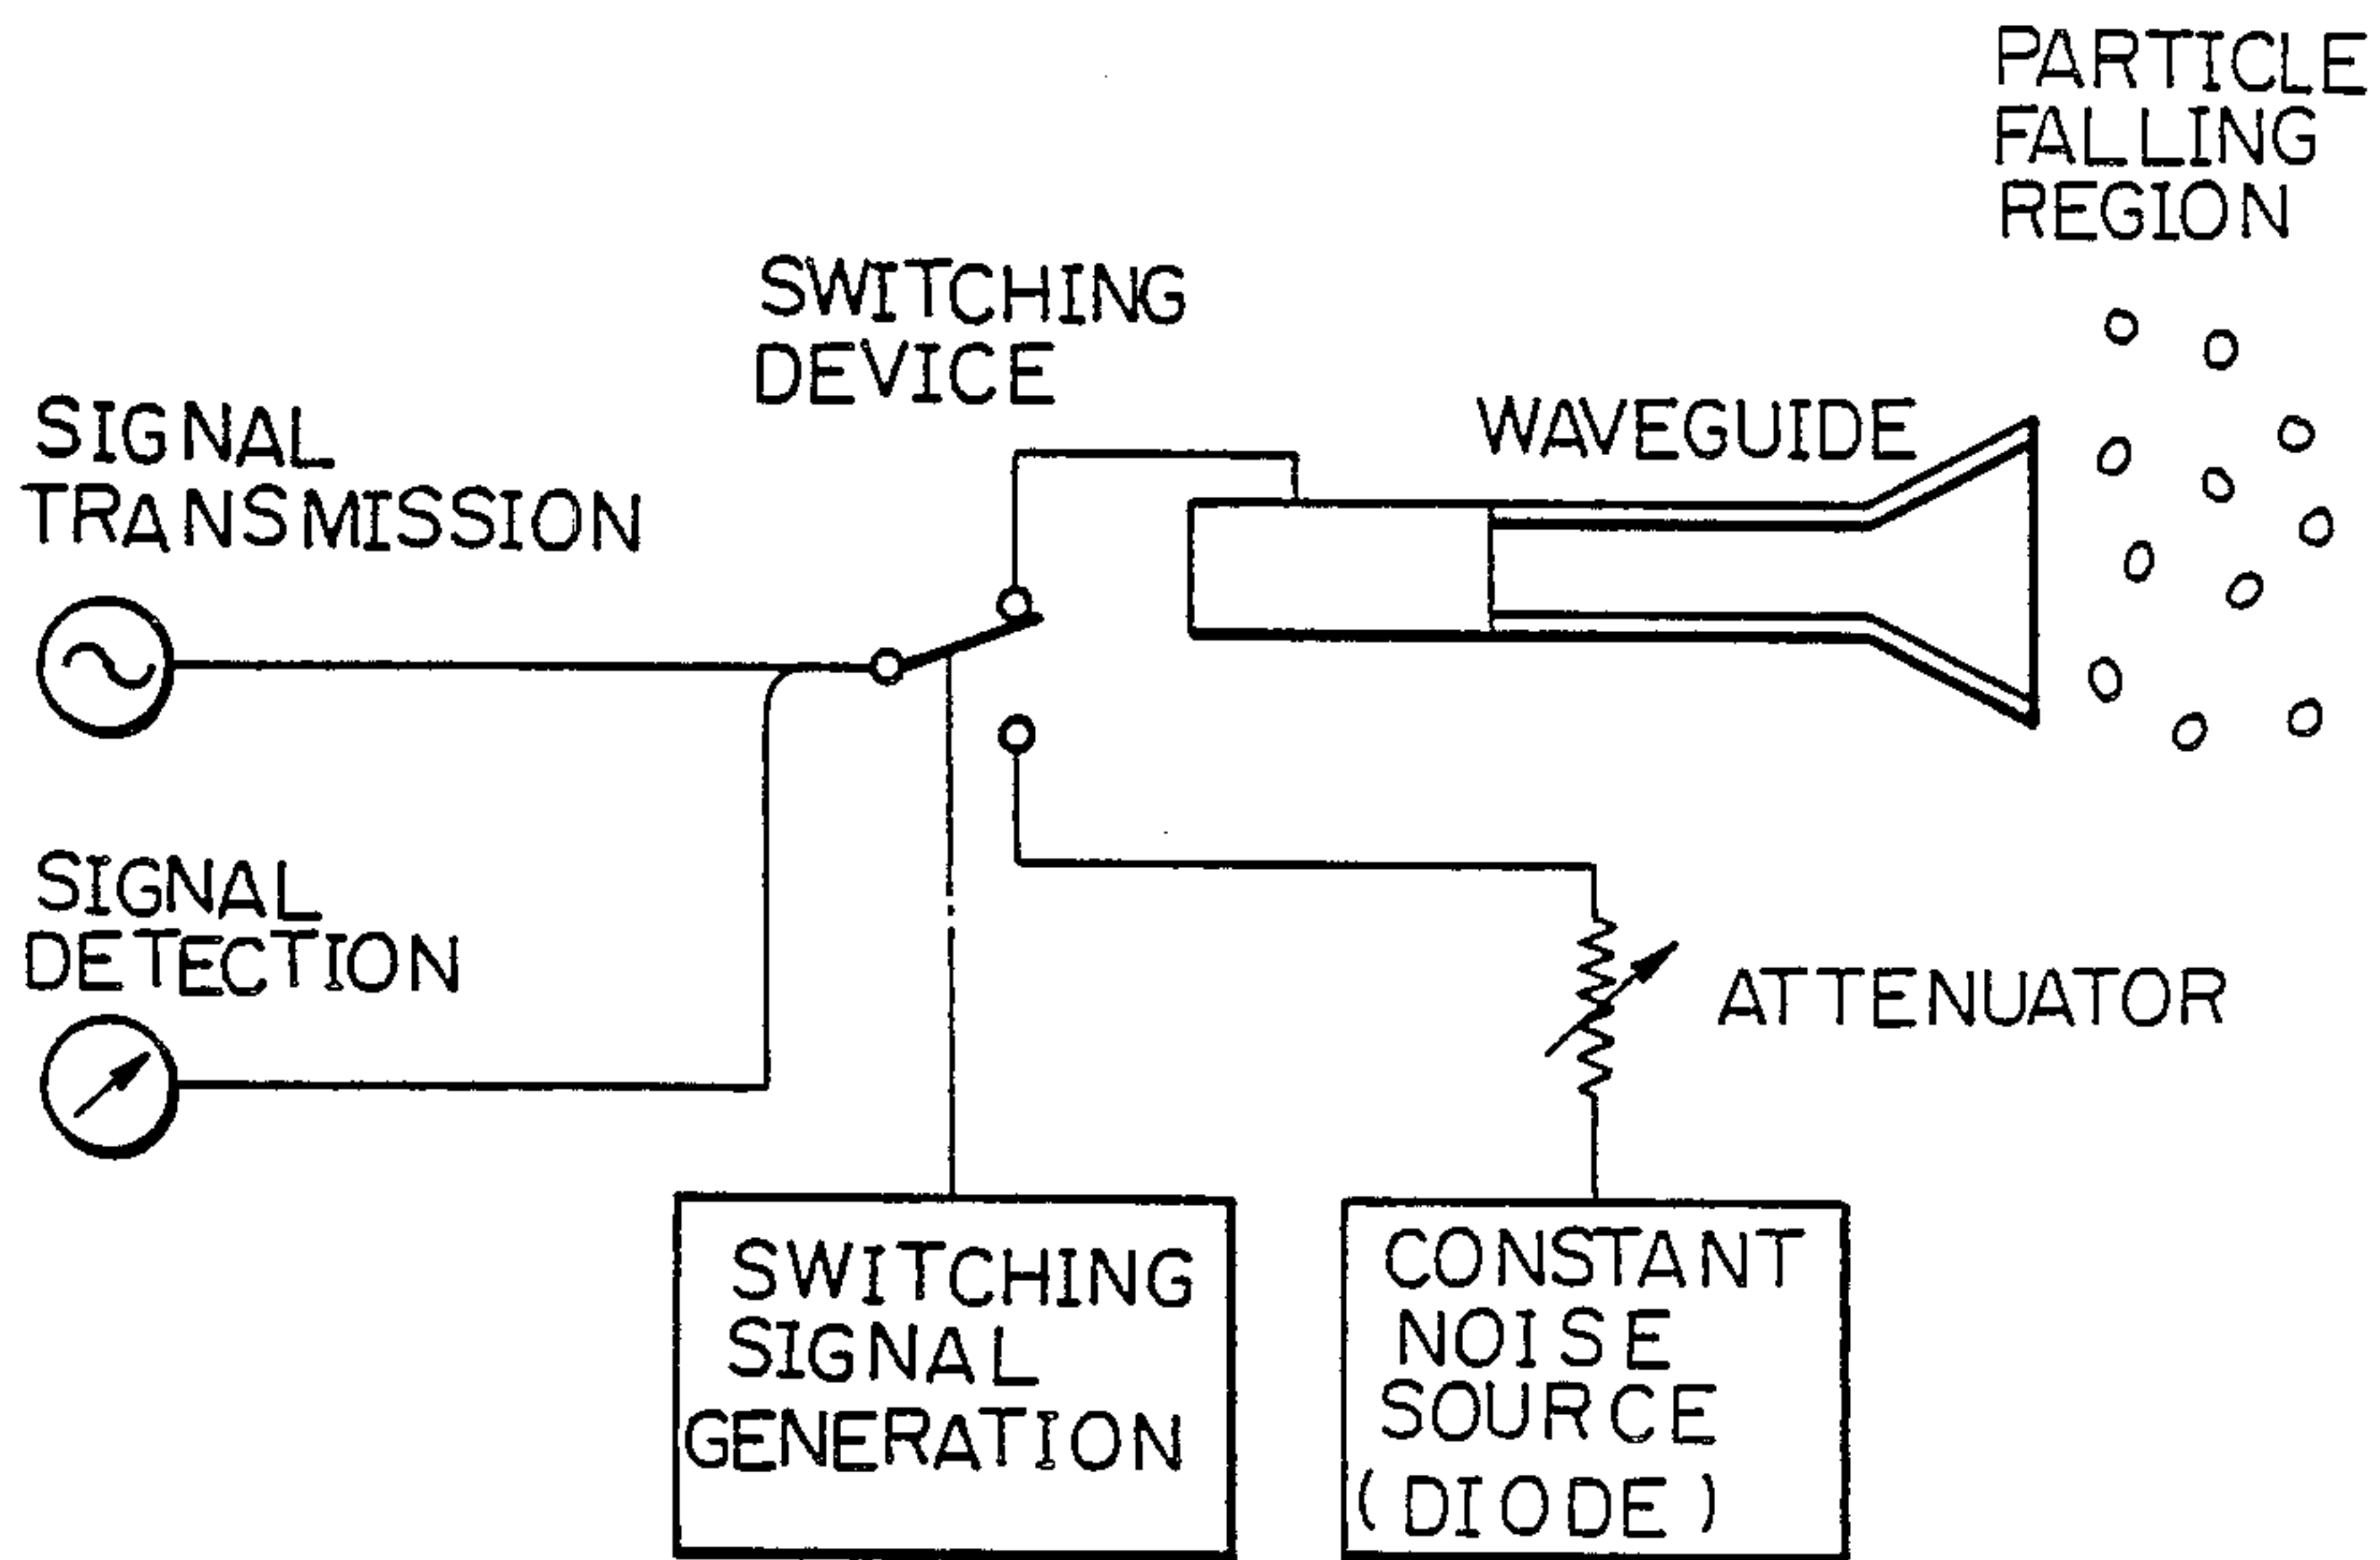 PARTICLE
FALLING
REGION
SWITCHING
DEVICE
WAVEGUIDE
SIGNAL
TRANSMISSION
SIGNAL
DETECTION
ATTENUATOR
SWITCHING
SIGNAL
GENERATION
CONSTANT
NOISE
SOURCE
(DIODE)